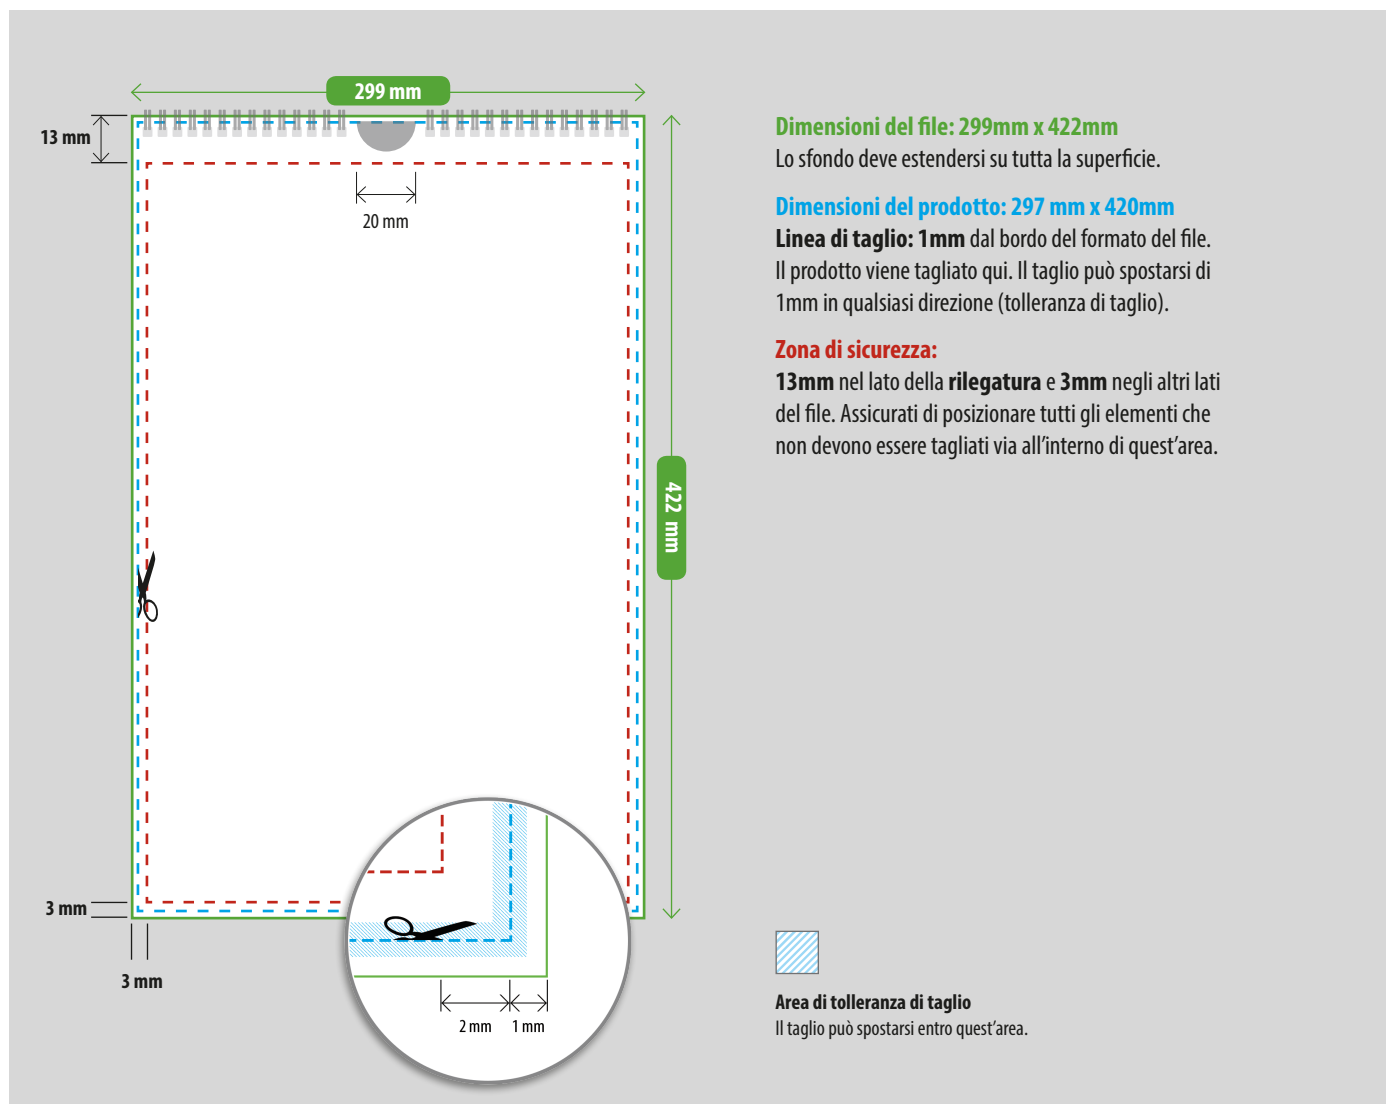 299 mm
13 mm
20 mm
422 mm
3 mm
3 mm
2 mm
1 mm
Dimensioni del file: 299mm x 422mm
Lo sfondo deve estendersi su tutta la superficie.
Dimensioni del prodotto: 297 mm x 420mm
Linea di taglio: 1mm dal bordo del formato del file.
Il prodotto viene tagliato qui. Il taglio può spostarsi di
1mm in qualsiasi direzione (tolleranza di taglio).
Zona di sicurezza:
13mm nel lato della rilegatura e 3mm negli altri lati
del file. Assicurati di posizionare tutti gli elementi che
non devono essere tagliati via all’interno di quest’area.
Area di tolleranza di taglio
Il taglio può spostarsi entro quest’area.